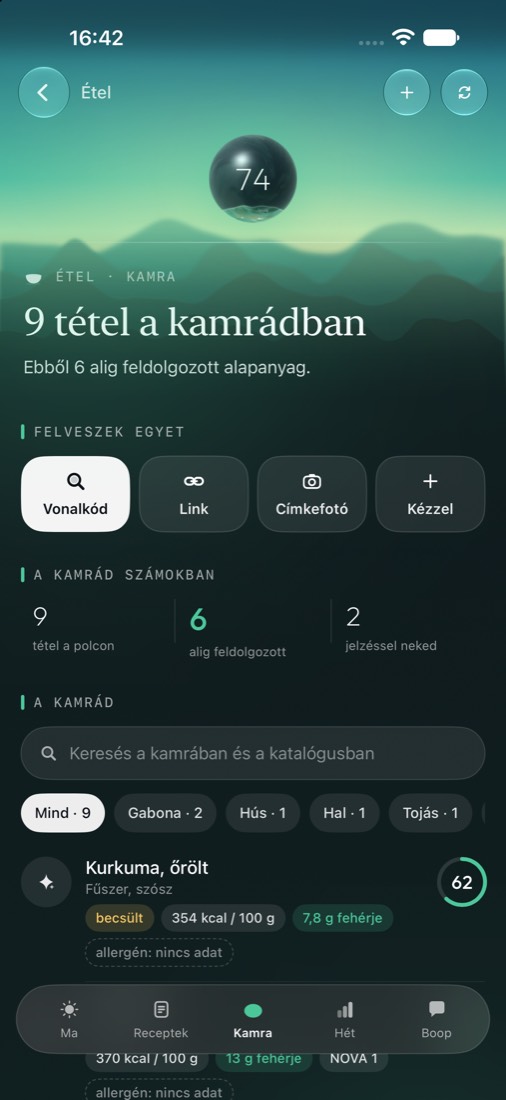 16:42
Étel
74
ÉTEL · KAMRA
9 tétel a kamrádban
Ebből 6 alig feldolgozott alapanyag.
FELVESZEK EGYET
Vonalkód
Link
Címkefotó
Kézzel
A KAMRÁD SZÁMOKBAN
9
tétel a polcon
6
alig feldolgozott
2
jelzéssel neked
A KAMRÁD
Keresés a kamrában és a katalógusban
Mind · 9
Gabona · 2
Hús · 1
Hal · 1
Tojás · 1
Kurkuma, őrölt
Fűszer, szósz
62
becsült
354 kcal / 100 g
7,8 g fehérje
allergén: nincs adat
Ma
Receptek
Kamra
Hét
Boop
370 kcal / 100 g
13 g fehérje
NOVA 1
allergén: nincs adat